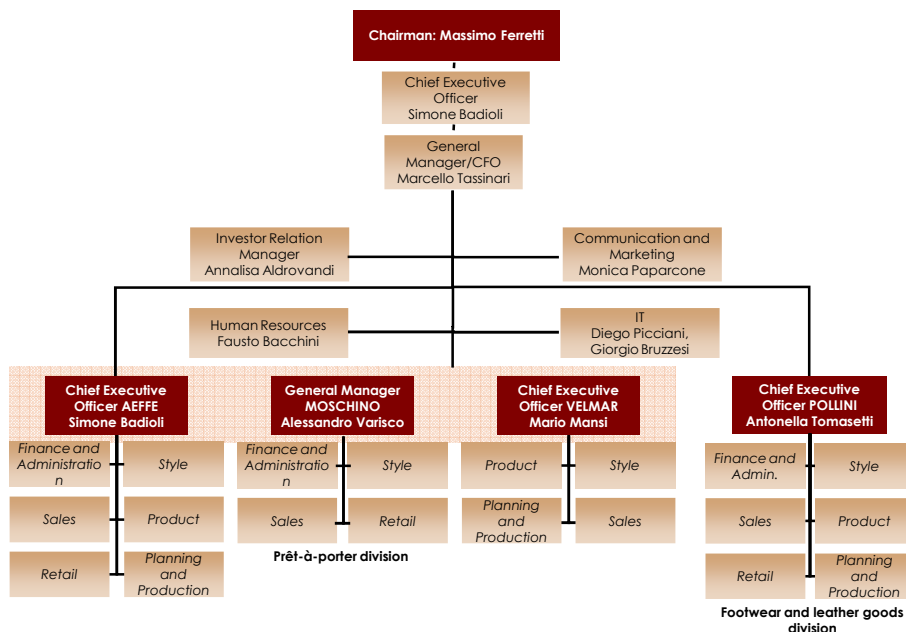 Chairman: Massimo Ferretti
Chief Executive
Officer
Simone Badioli
General
Manager/CFO
Marcello Tassinari
Investor Relation
Manager
Annalisa Aldrovandi
Communication and
Marketing
Monica Paparcone
Human Resources
Fausto Bacchini
IT
Diego Picciani,
Giorgio Bruzzesi
Chief Executive
Officer AEFFE
Simone Badioli
General Manager
MOSCHINO
Alessandro Varisco
Chief Executive
Officer VELMAR
Mario Mansi
Chief Executive
Officer POLLINI
Antonella Tomasetti
Finance and
Administratio
n
Style
Sales
Product
Retail
Planning
and
Production
Finance and
Administratio
n
Style
Sales
Retail
Prêt-à-porter division
Product
Style
Planning
and
Production
Sales
Finance and
Admin.
Style
Sales
Product
Retail
Planning
and
Production
Footwear and leather goods
division